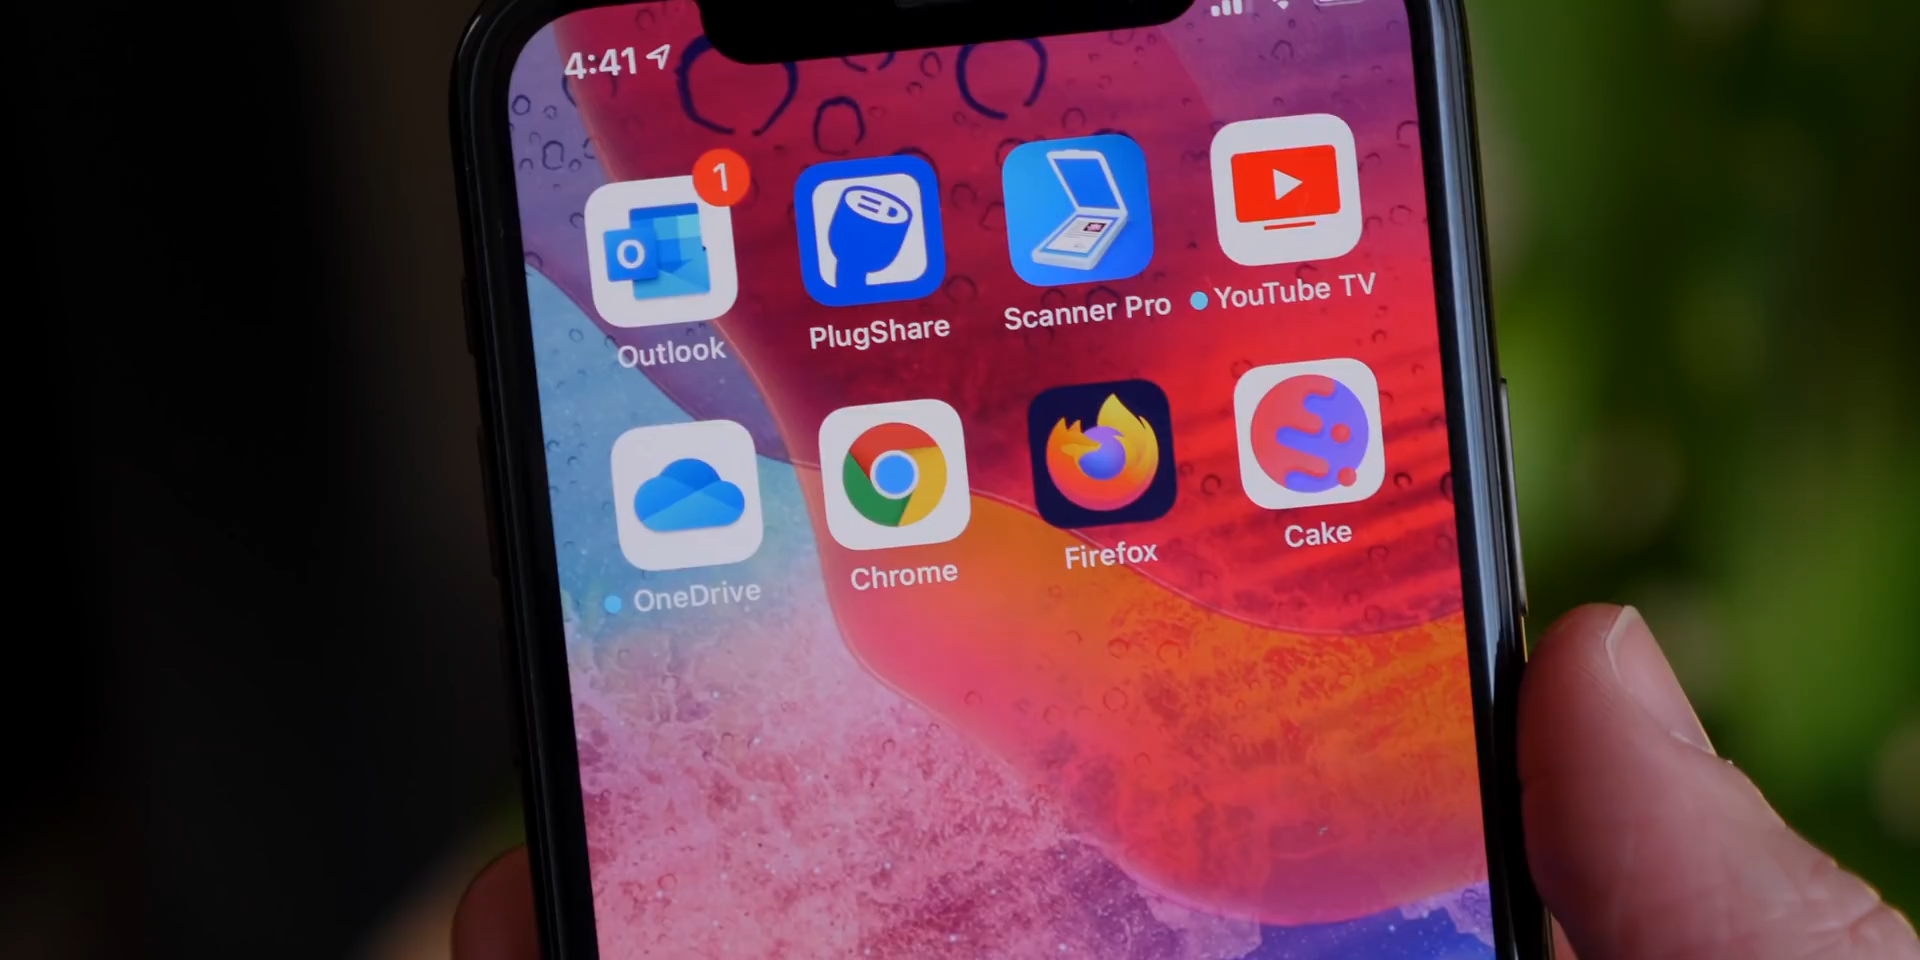 4:41
1
O
Outlook
PlugShare
Scanner Pro
YouTube TV
OneDrive
Chrome
Firefox
Cake